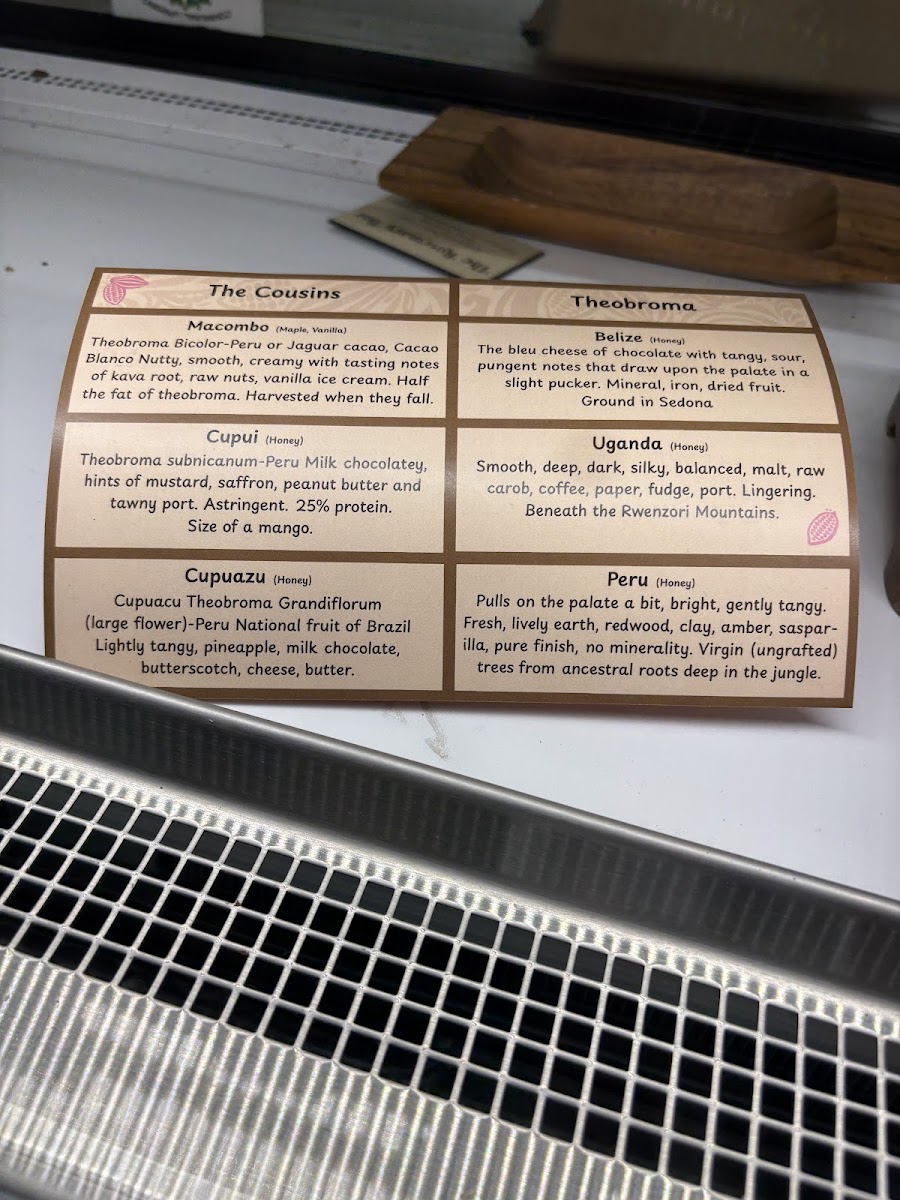 The Cousins
Macombo (Maple, Vanilla)
Theobroma Bicolor-Peru or Jaguar cacao, Cacao
Blanco Nutty, smooth, creamy with tasting notes
of kava root, raw nuts, vanilla ice cream. Half
the fat of theobroma. Harvested when they fall.
Cupui (Honey)
Theobroma subnicanum-Peru Milk chocolatey,
hints of mustard, saffron, peanut butter and
tawny port. Astringent. 25% protein.
Size of a mango.
Cupuazu (Honey)
Cupuacu Theobroma Grandiflorum
(large flower)-Peru National fruit of Brazil
Lightly tangy, pineapple, milk chocolate,
butterscotch, cheese, butter.
Theobroma
Belize (Honey)
The bleu cheese of chocolate with tangy, sour,
pungent notes that draw upon the palate in a
slight pucker. Mineral, iron, dried fruit.
Ground in Sedona
Uganda (Honey)
Smooth, deep, dark, silky, balanced, malt, raw
carob, coffee, paper, fudge, port. Lingering.
Beneath the Rwenzori Mountains.
Peru (Honey)
Pulls on the palate a bit, bright, gently tangy.
Fresh, lively earth, redwood, clay, amber, saspar-
illa, pure finish, no minerality. Virgin (ungrafted)
trees from ancestral roots deep in the jungle.